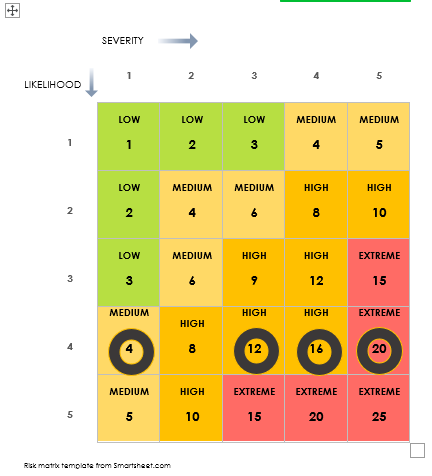 SEVERITY
LIKELIHOOD
1 2 3 4 5
1
LOW LOW LOW MEDIUM MEDIUM
1 2 3 4 5
2
LOW MEDIUM MEDIUM HIGH HIGH
2 4 6 8 10
3
LOW MEDIUM HIGH HIGH EXTREME
3 6 9 12 15
4
MEDIUM HIGH HIGH HIGH EXTREME
4 8 12 16 20
5
MEDIUM HIGH EXTREME EXTREME EXTREME
5 10 15 20 25
Risk matrix template from Smartsheet.com